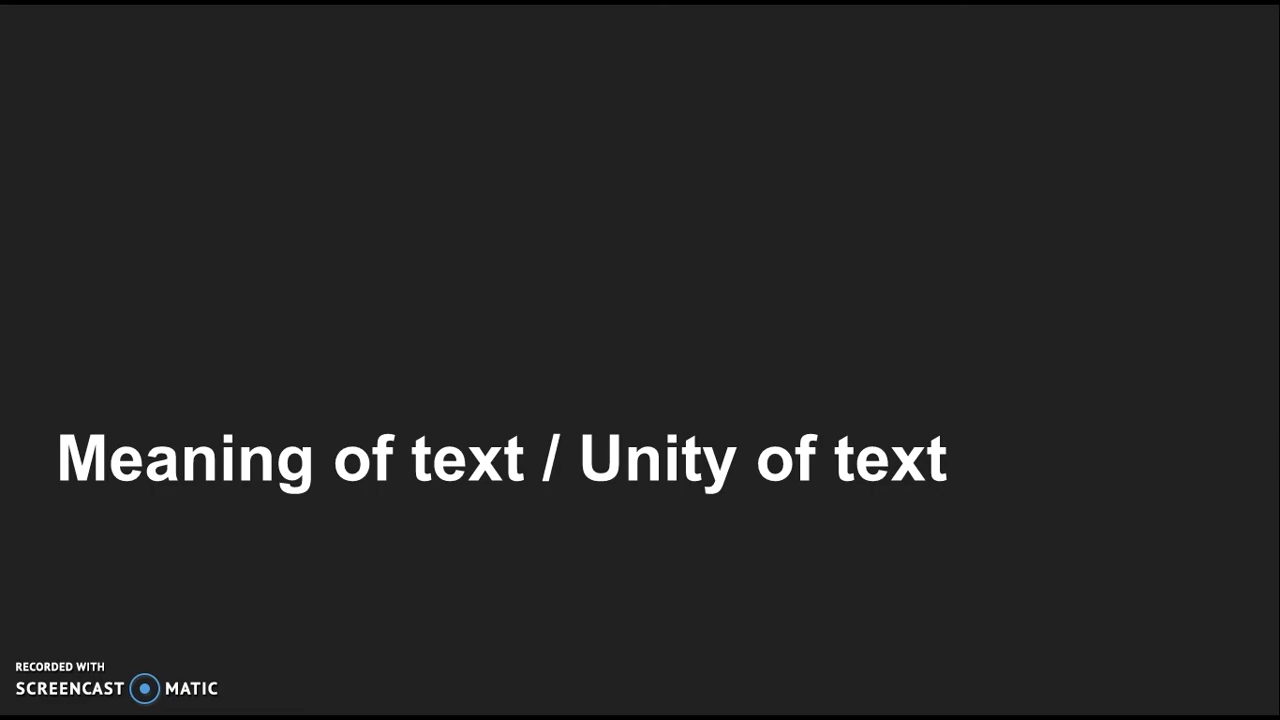 Meaning of text / Unity of text
RECORDED WITH
SCREENCAST MATIC